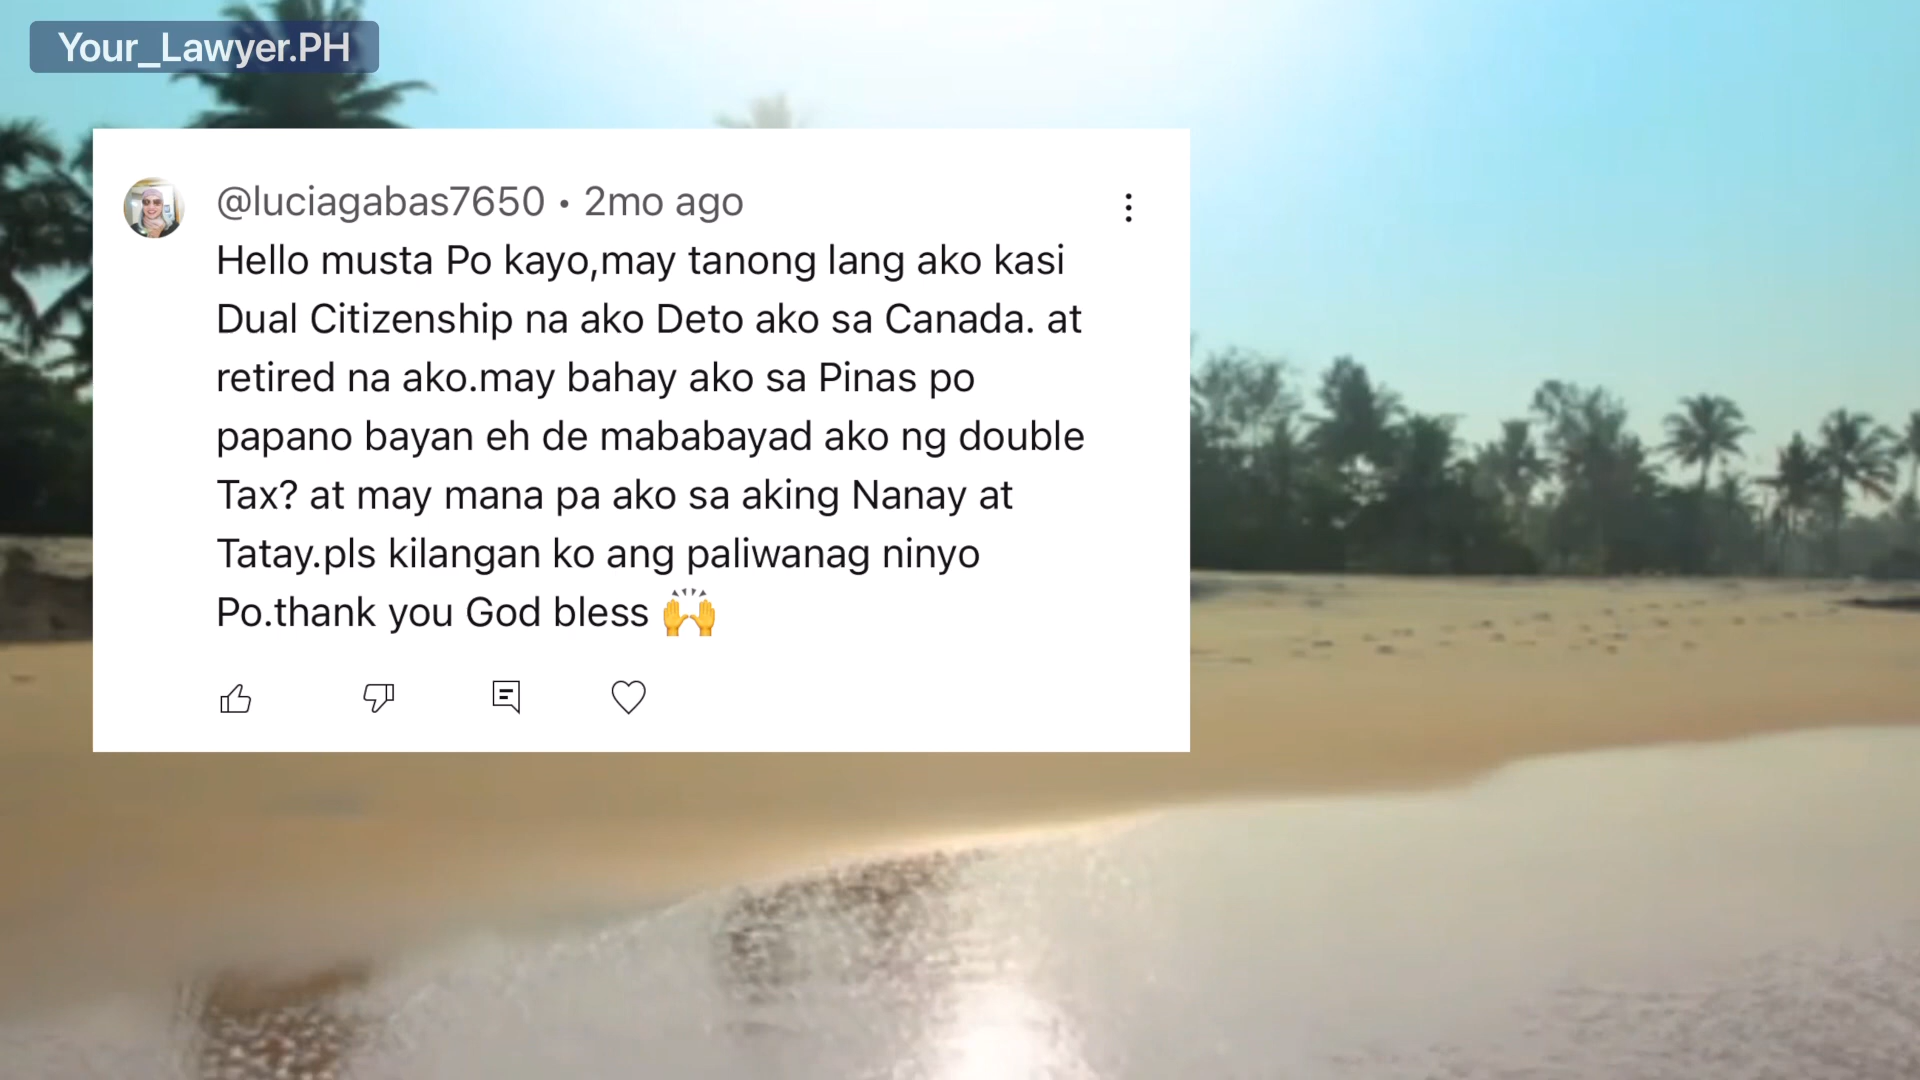 Your_Lawyer.PH
@luciagabas7650 • 2mo ago
Hello musta Po kayo,may tanong lang ako kasi
Dual Citizenship na ako Deto ako sa Canada. at
retired na ako.may bahay ako sa Pinas po
papano bayan eh de mababayad ako ng double
Tax? at may mana pa ako sa aking Nanay at
Tatay.pls kilangan ko ang paliwanag ninyo
Po.thank you God bless 🙌